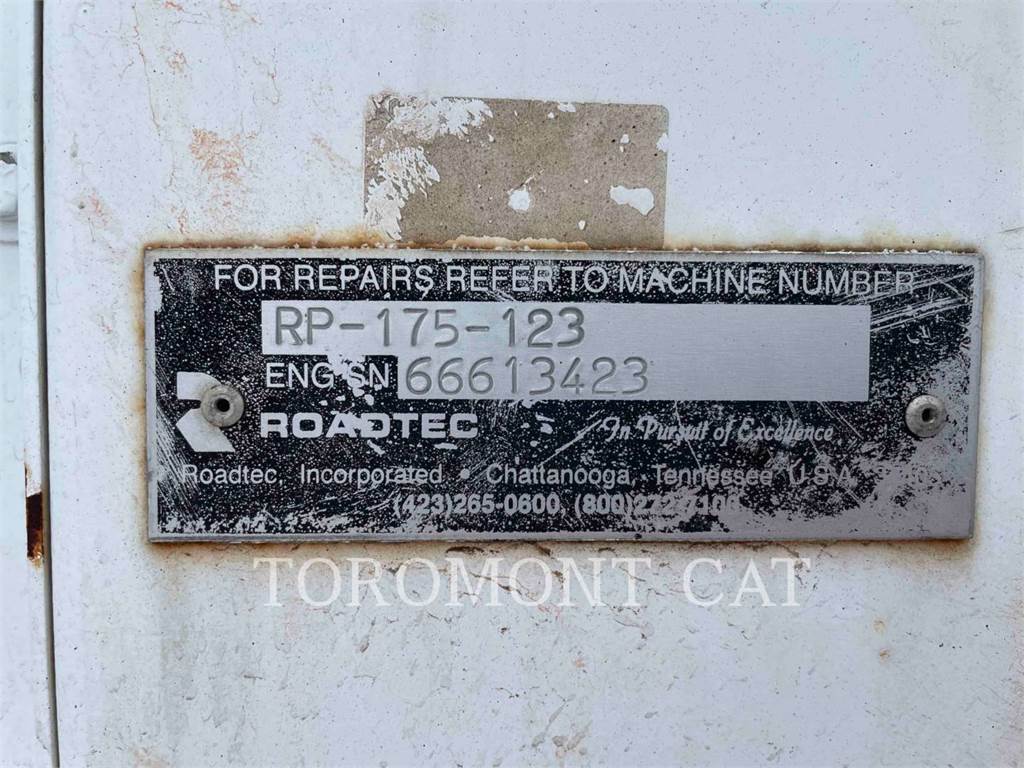 FOR REPAIRS REFER TO MACHINE NUMBER
RP-175-123
ENG SN 66613423
ROADTEC In Pursuit of Excellence
Roadtec, Incorporated • Chattanooga, Tennessee U.S.A.
(423)265-0600, (800)
TOROMONT CAT